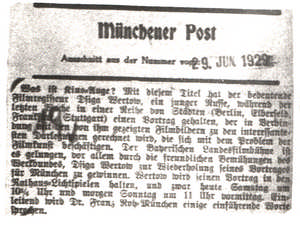 Münchener Post
Ausschnitt aus der Nummer vom
29. JUN 1929
Was ist Kino-Auge? Mit diesem Titel hat der bedeutende
Filmregisseur Dsiga Wertow, ein junger Russe, während der
letzten Woche in einer Reihe von Städten (Berlin, Elberfeld,
Stuttgart) einen Vortrag gehalten, der in Verbin-
mit von ihm gezeigten Filmbildern zu den interessante-
sten Darbietungen gerechnet wird, die sich mit dem Problem der
Filmkunst beschäftigen. Der Bayerischen Landesfilmbühne ist
es gelungen, vor allem durch die freundlichen Bemühungen des
Dsiga Wertow zur Wiederholung seines Vortrages
für München zu gewinnen. Wertow wird seinen Vortrag in den
Rathaus-Lichtspielen halten, und zwar heute Samstag um
10¾ Uhr und morgen Sonntag um 11 Uhr vormittag. Ein-
leitend wird Dr. Franz Roh-München einige einführende Worte
sprechen.